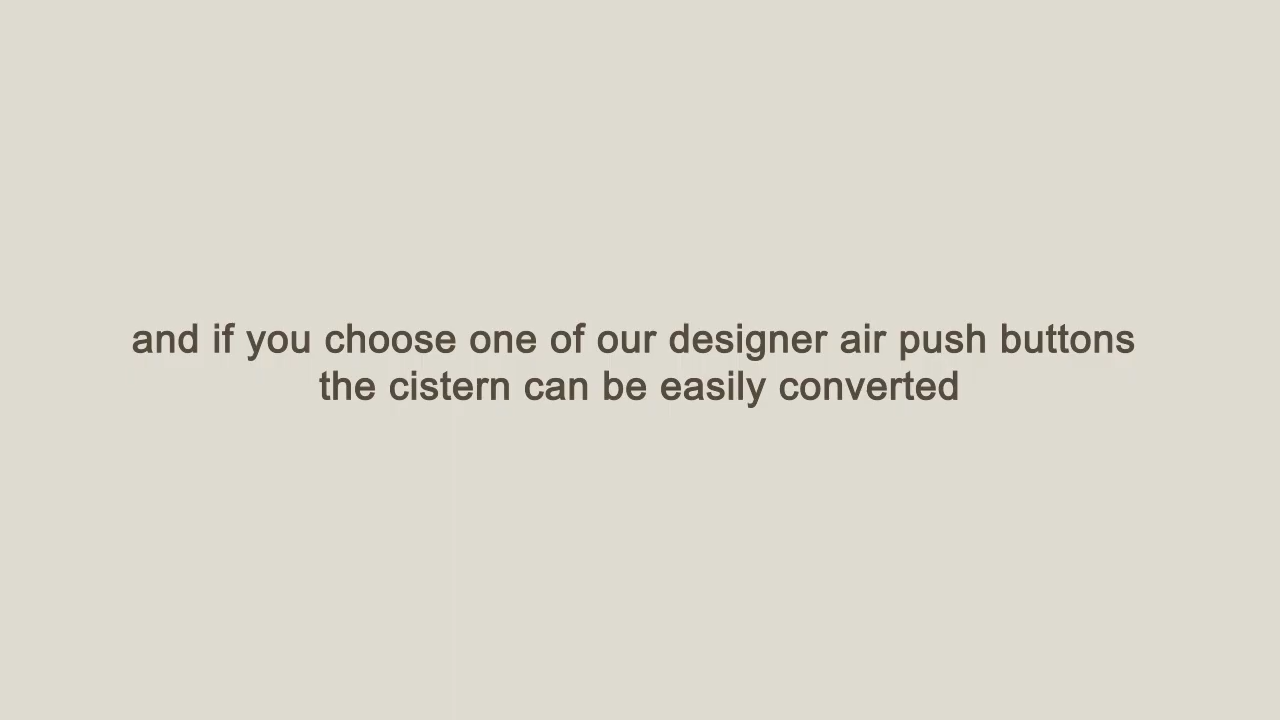 and if you choose one of our designer air push buttons
the cistern can be easily converted